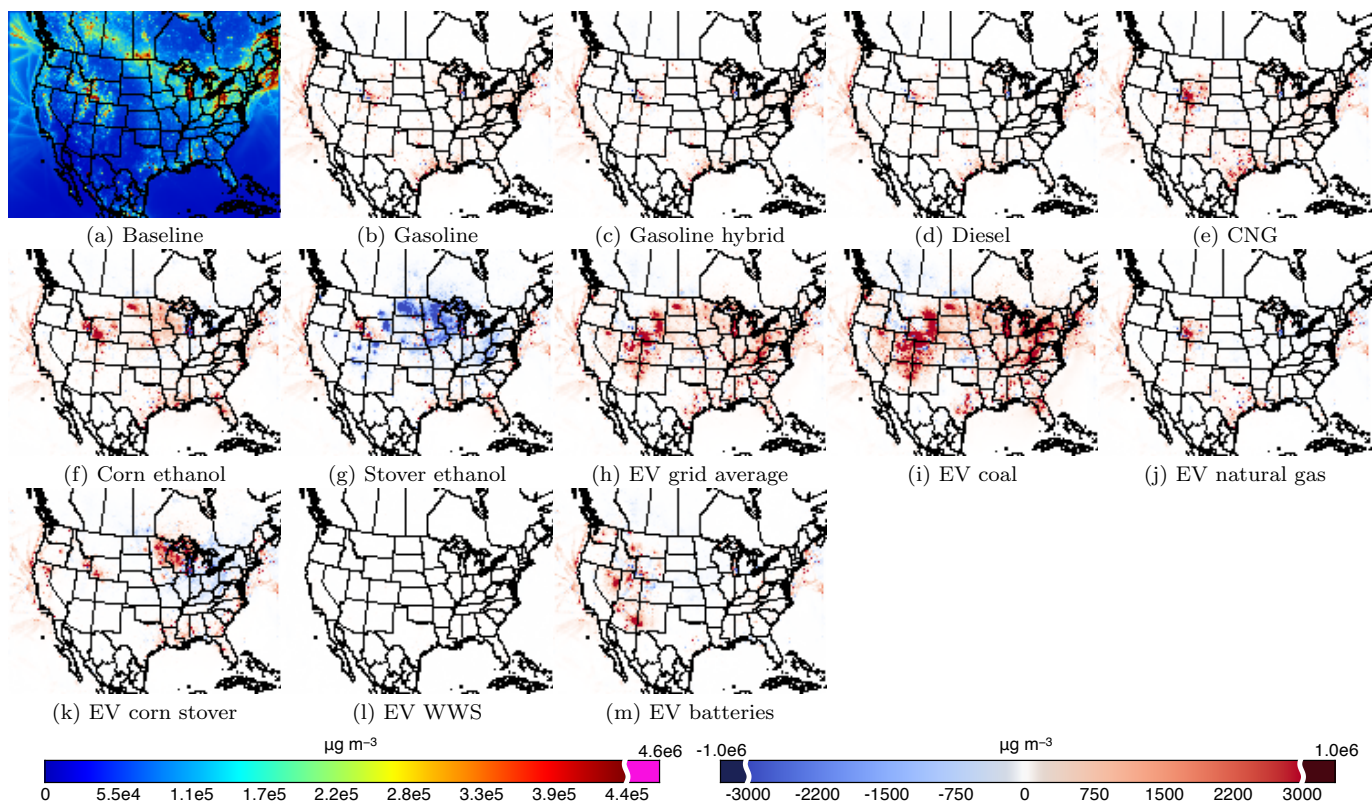 (a) Baseline (b) Gasoline (c) Gasoline hybrid (d) Diesel (e) CNG
(f) Corn ethanol (g) Stover ethanol (h) EV grid average (i) EV coal (j) EV natural gas
(k) EV corn stover (l) EV WWS (m) EV batteries
µg m⁻³ 4.6e6 -1.0e6 µg m⁻³ 1.0e6
0 5.5e4 1.1e5 1.7e5 2.2e5 2.8e5 3.3e5 3.9e5 4.4e5 -3000 -2200 -1500 -750 0 750 1500 2200 3000